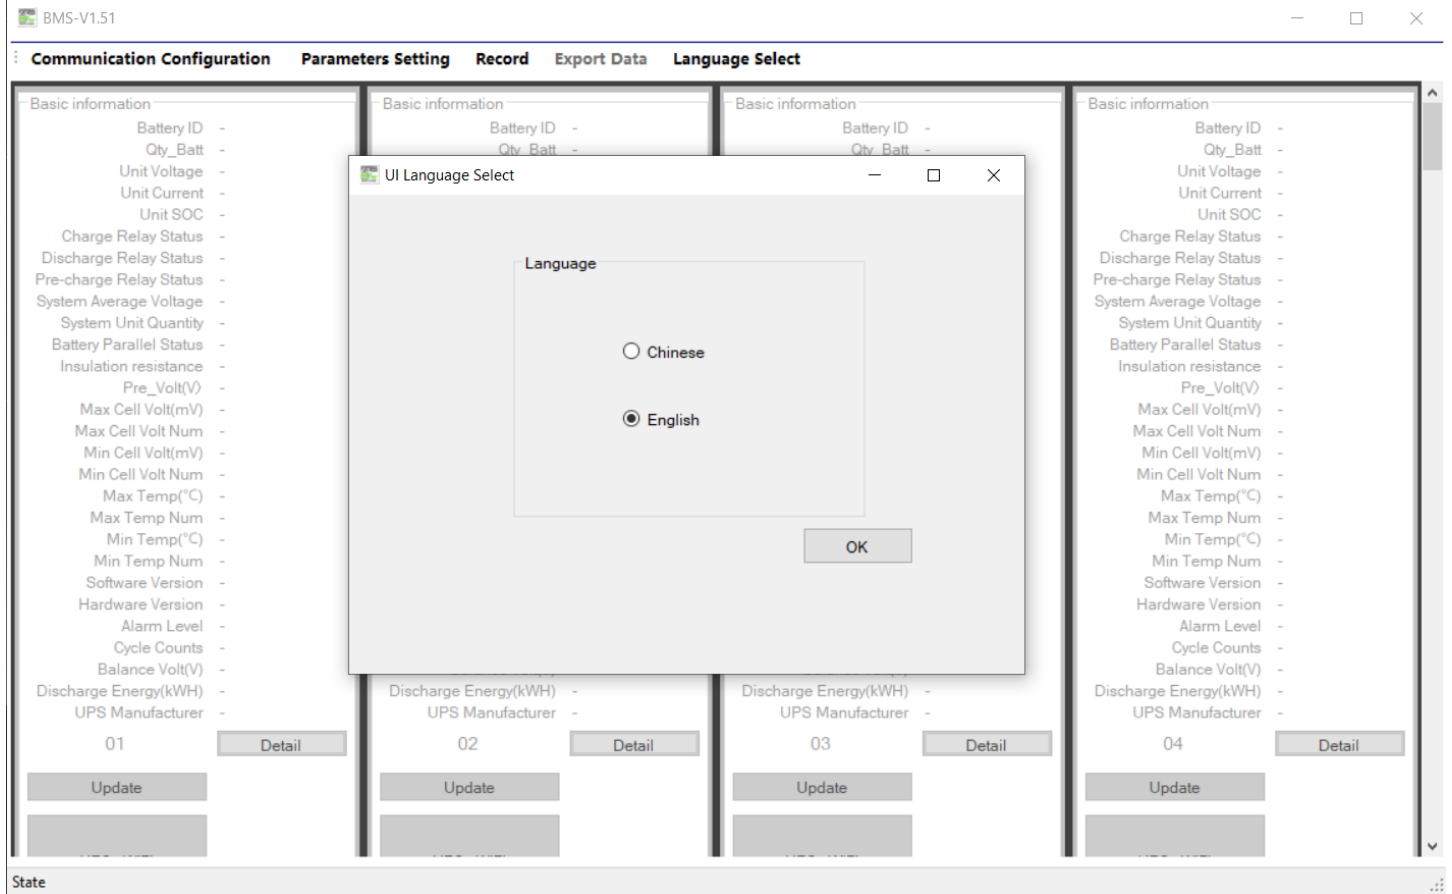 BMS-V1.51
Communication Configuration Parameters Setting Record Export Data Language Select
Basic information Basic information Basic information Basic information
Battery ID - Battery ID - Battery ID - Battery ID -
Qty_Batt - Qty_Batt - Qty_Batt - Qty_Batt -
Unit Voltage - Unit Voltage -
Unit Current - Unit Current -
Unit SOC - Unit SOC -
Charge Relay Status - Charge Relay Status -
Discharge Relay Status - Discharge Relay Status -
Pre-charge Relay Status - Pre-charge Relay Status -
System Average Voltage - System Average Voltage -
System Unit Quantity - System Unit Quantity -
Battery Parallel Status - Battery Parallel Status -
Insulation resistance - Insulation resistance -
Pre_Volt(V) - Pre_Volt(V) -
Max Cell Volt(mV) - Max Cell Volt(mV) -
Max Cell Volt Num - Max Cell Volt Num -
Min Cell Volt(mV) - Min Cell Volt(mV) -
Min Cell Volt Num - Min Cell Volt Num -
Max Temp(°C) - Max Temp(°C) -
Max Temp Num - Max Temp Num -
Min Temp(°C) - Min Temp(°C) -
Min Temp Num - Min Temp Num -
Software Version - Software Version -
Hardware Version - Hardware Version -
Alarm Level - Alarm Level -
Cycle Counts - Cycle Counts -
Balance Volt(V) - Balance Volt(V) -
Discharge Energy(kWH) - Discharge Energy(kWH) - Discharge Energy(kWH) - Discharge Energy(kWH) -
UPS Manufacturer - UPS Manufacturer - UPS Manufacturer - UPS Manufacturer -
01 Detail 02 Detail 03 Detail 04 Detail
Update Update Update Update
UI Language Select
Language
Chinese
English
OK
State